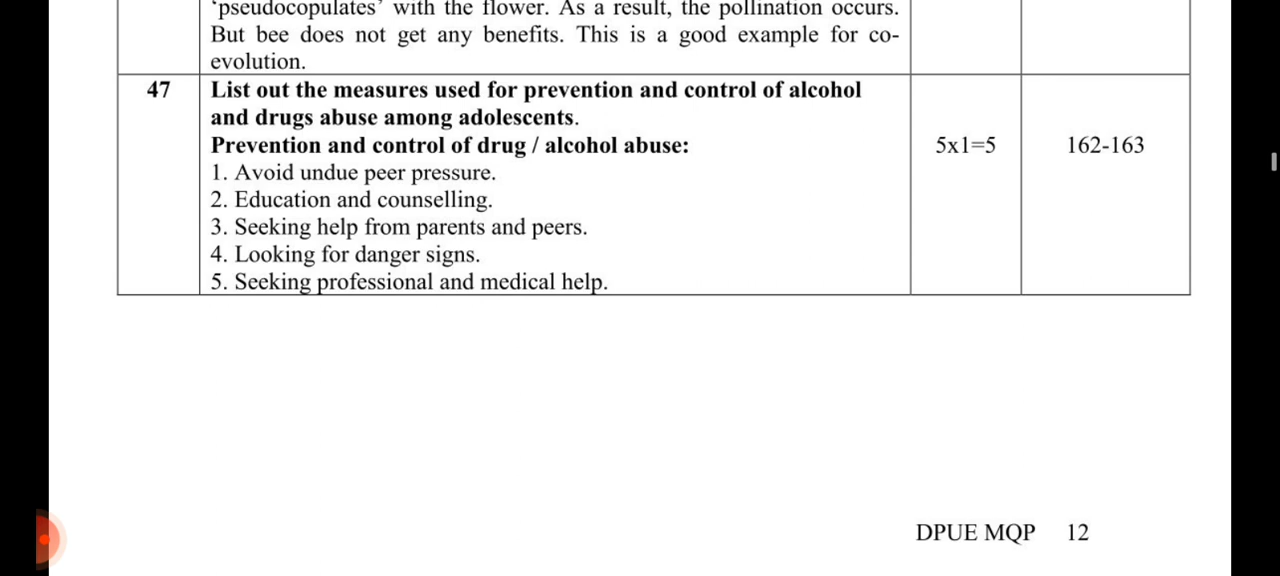 'pseudocopulates' with the flower. As a result, the pollination occurs.
But bee does not get any benefits. This is a good example for co-
evolution.
47 List out the measures used for prevention and control of alcohol
and drugs abuse among adolescents.
Prevention and control of drug / alcohol abuse: 5x1=5 162-163
1. Avoid undue peer pressure.
2. Education and counselling.
3. Seeking help from parents and peers.
4. Looking for danger signs.
5. Seeking professional and medical help.
DPUE MQP 12